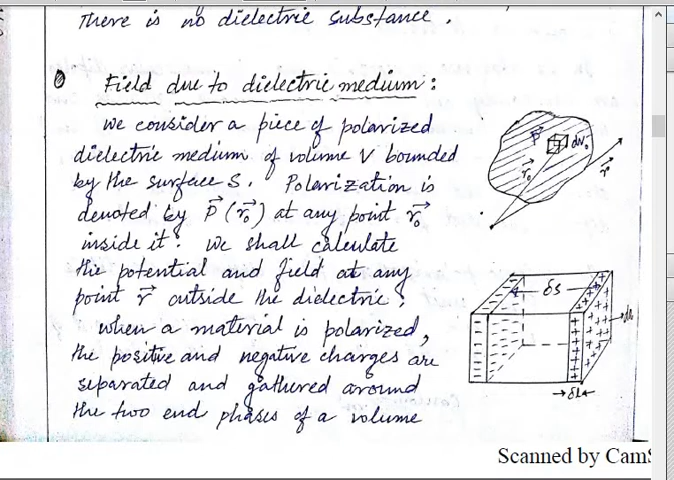 There is no dielectric substance.
Field due to dielectric medium:
We consider a piece of polarized
dielectric medium of volume V bounded
by the surface S. Polarization is
denoted by P⃗(r⃗₀) at any point r⃗₀
inside it. We shall calculate
the potential and field at any
point r⃗ outside the dielectric.
When a material is polarized,
the positive and negative charges are
separated and gathered around
the two end phases of a volume
P⃗
dv₀
r⃗₀
r⃗
δs
δl
Scanned by CamS